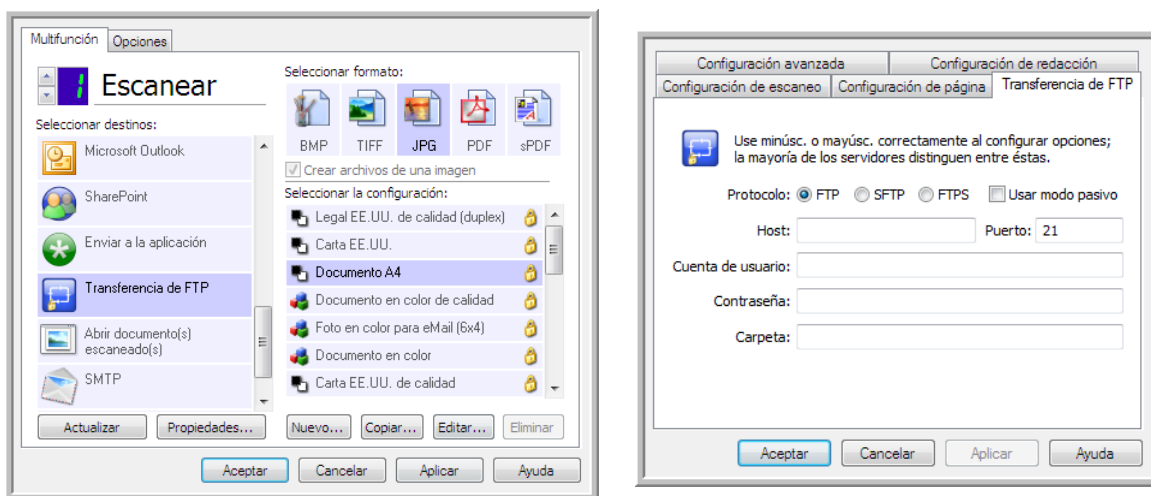 Multifunción
Opciones
1
Escanear
Seleccionar destinos:
Microsoft Outlook
SharePoint
Enviar a la aplicación
Transferencia de FTP
Abrir documento(s)
escaneado(s)
SMTP
Actualizar
Propiedades...
Seleccionar formato:
BMP
TIFF
JPG
PDF
sPDF
Crear archivos de una imagen
Seleccionar la configuración:
Legal EE.UU. de calidad (duplex)
Carta EE.UU.
Documento A4
Documento en color de calidad
Foto en color para eMail (6x4)
Documento en color
Carta EE.UU. de calidad
Nuevo...
Copiar...
Editar...
Eliminar
Aceptar
Cancelar
Aplicar
Ayuda
Configuración avanzada
Configuración de redacción
Configuración de escaneo
Configuración de página
Transferencia de FTP
Use minúsc. o mayúsc. correctamente al configurar opciones;
la mayoría de los servidores distinguen entre éstas.
Protocolo: FTP SFTP FTPS Usar modo pasivo
Host:
Puerto: 21
Cuenta de usuario:
Contraseña:
Carpeta:
Aceptar
Cancelar
Aplicar
Ayuda